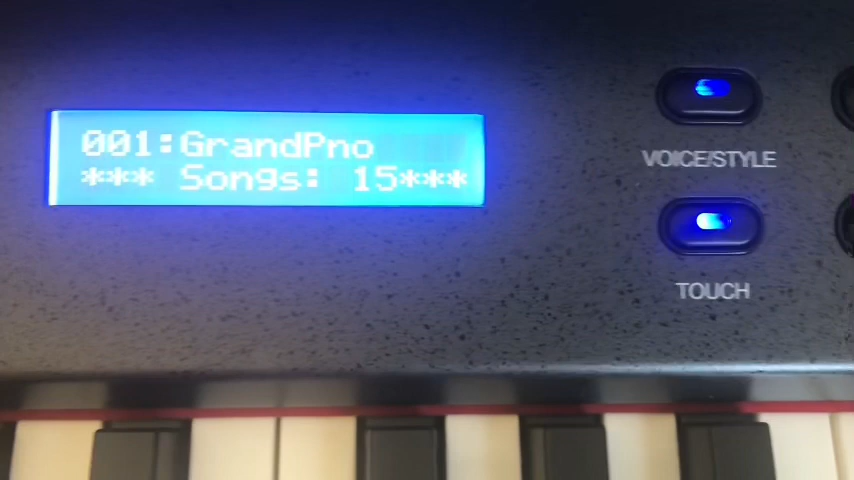 001:GrandPno
*** Songs: 15***
VOICE/STYLE
TOUCH